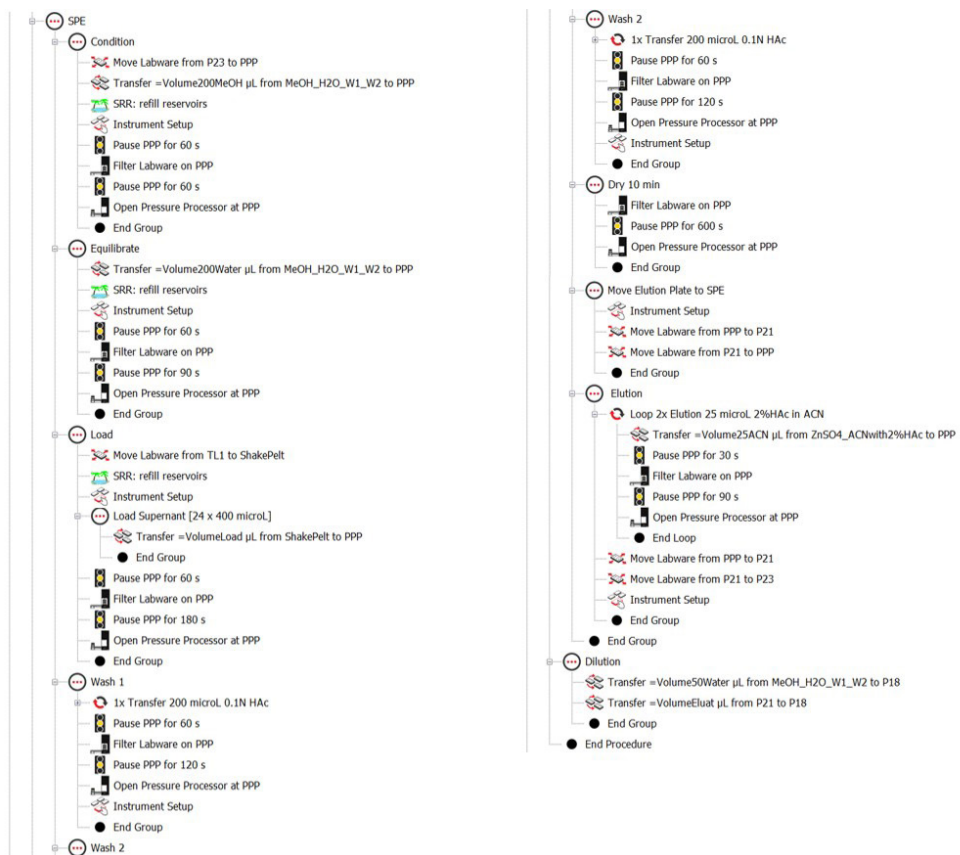 SPE
Condition
Move Labware from P23 to PPP
Transfer =Volume200MeOH µL from MeOH_H2O_W1_W2 to PPP
SRR: refill reservoirs
Instrument Setup
Pause PPP for 60 s
Filter Labware on PPP
Pause PPP for 60 s
Open Pressure Processor at PPP
End Group
Equilibrate
Transfer =Volume200Water µL from MeOH_H2O_W1_W2 to PPP
SRR: refill reservoirs
Instrument Setup
Pause PPP for 60 s
Filter Labware on PPP
Pause PPP for 90 s
Open Pressure Processor at PPP
End Group
Load
Move Labware from TL1 to ShakePelt
SRR: refill reservoirs
Instrument Setup
Load Supernant [24 x 400 microL]
Transfer =VolumeLoad µL from ShakePelt to PPP
End Group
Pause PPP for 60 s
Filter Labware on PPP
Pause PPP for 180 s
Open Pressure Processor at PPP
End Group
Wash 1
1x Transfer 200 microL 0.1N HAc
Pause PPP for 60 s
Filter Labware on PPP
Pause PPP for 120 s
Open Pressure Processor at PPP
Instrument Setup
End Group
Wash 2
Wash 2
1x Transfer 200 microL 0.1N HAc
Pause PPP for 60 s
Filter Labware on PPP
Pause PPP for 120 s
Open Pressure Processor at PPP
Instrument Setup
End Group
Dry 10 min
Filter Labware on PPP
Pause PPP for 600 s
Open Pressure Processor at PPP
End Group
Move Elution Plate to SPE
Instrument Setup
Move Labware from PPP to P21
Move Labware from P21 to PPP
End Group
Elution
Loop 2x Elution 25 microL 2%HAc in ACN
Transfer =Volume25ACN µL from ZnSO4_ACNwith2%HAc to PPP
Pause PPP for 30 s
Filter Labware on PPP
Pause PPP for 90 s
Open Pressure Processor at PPP
End Loop
Move Labware from PPP to P21
Move Labware from P21 to P23
Instrument Setup
End Group
End Group
Dilution
Transfer =Volume50Water µL from MeOH_H2O_W1_W2 to P18
Transfer =VolumeEluat µL from P21 to P18
End Group
End Procedure